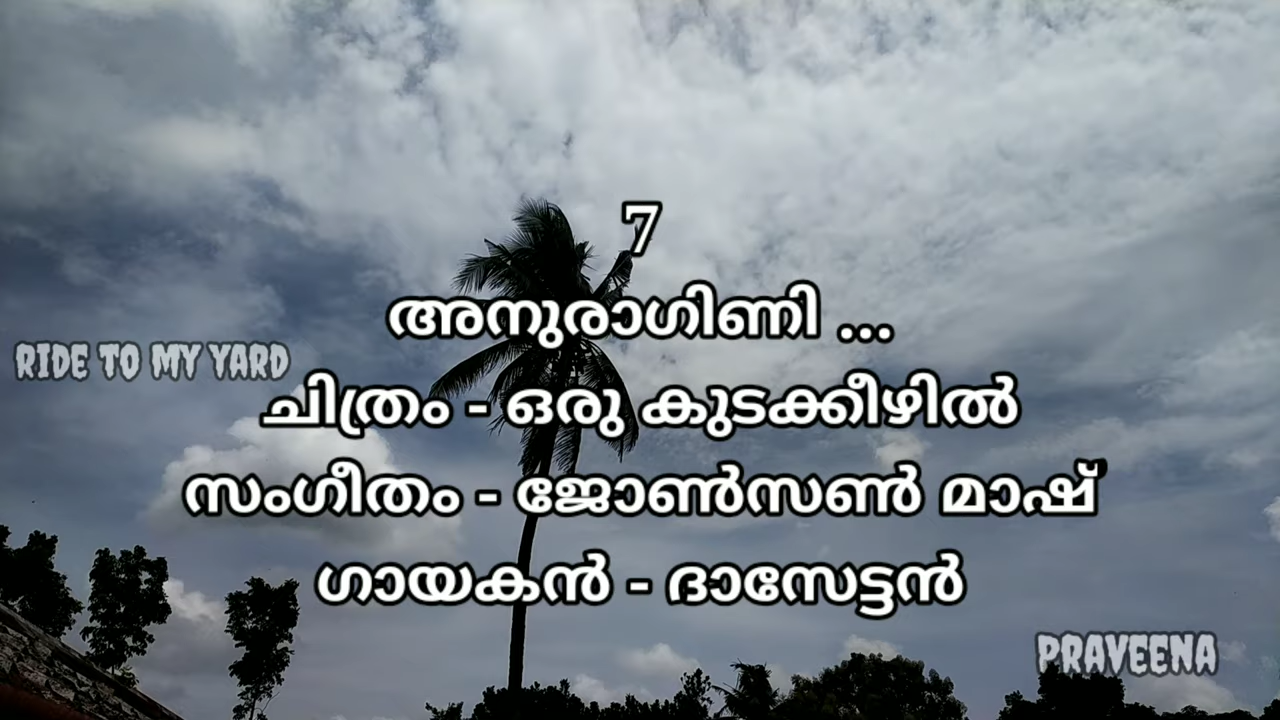 7
അനുരാഗിണി ...
RIDE TO MY YARD
ചിത്രം - ഒരു കുടക്കീഴിൽ
സംഗീതം - ജോൺസൺ മാഷ്
ഗായകൻ - ദാസേട്ടൻ
PRAVEENA